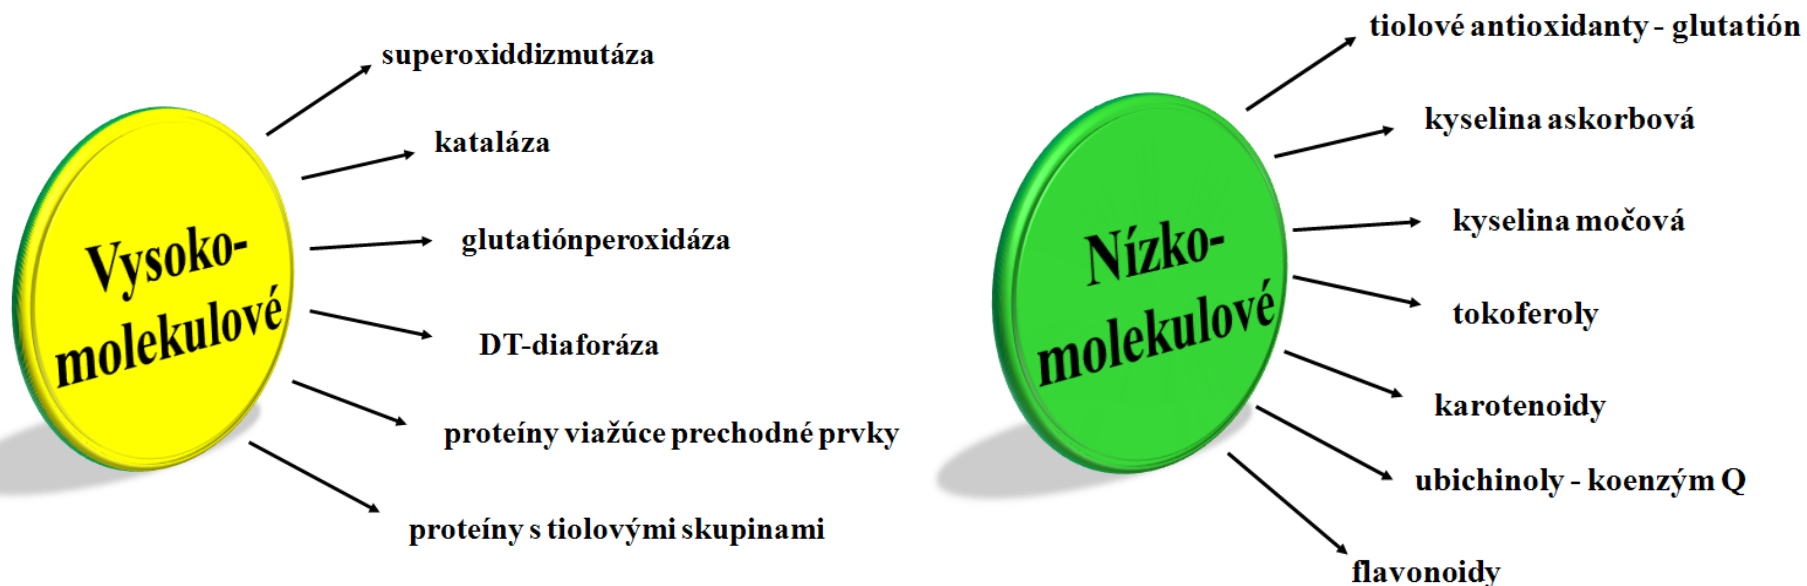 Vysoko-
molekulové
superoxiddizmutáza
kataláza
glutatiónperoxidáza
DT-diaforáza
proteíny viažúce prechodné prvky
proteíny s tiolovými skupinami
Nízko-
molekulové
tiolové antioxidanty - glutatión
kyselina askorbová
kyselina močová
tokoferoly
karotenoidy
ubichinoly - koenzým Q
flavonoidy